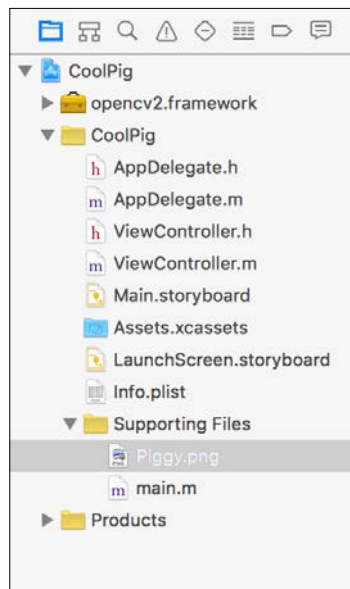 CoolPig
opencv2.framework
CoolPig
h AppDelegate.h
m AppDelegate.m
h ViewController.h
m ViewController.m
Main.storyboard
Assets.xcassets
LaunchScreen.storyboard
Info.plist
Supporting Files
Piggy.png
m main.m
Products